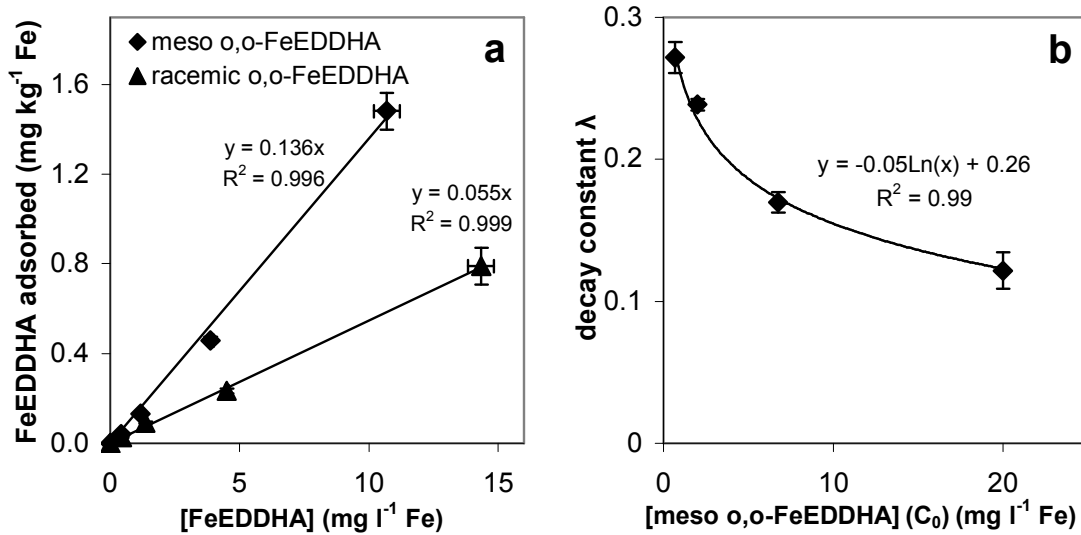 a
meso o,o-FeEDDHA
racemic o,o-FeEDDHA
y = 0.136x
R² = 0.996
y = 0.055x
R² = 0.999
FeEDDHA adsorbed (mg kg⁻¹ Fe)
1.6
1.2
0.8
0.4
0.0
0 5 10 15
[FeEDDHA] (mg l⁻¹ Fe)
b
y = -0.05Ln(x) + 0.26
R² = 0.99
decay constant λ
0.3
0.2
0.1
0
0 10 20
[meso o,o-FeEDDHA] (C₀) (mg l⁻¹ Fe)